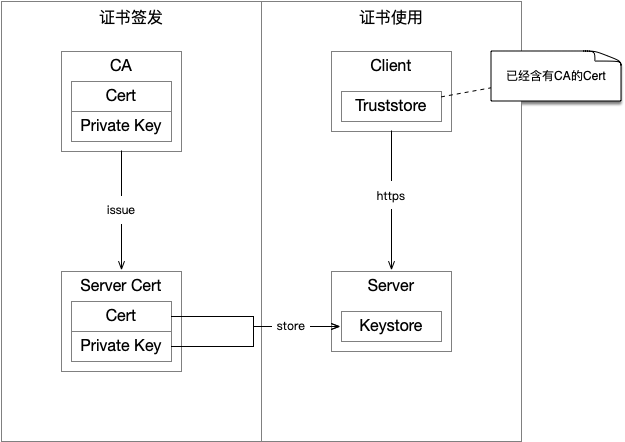 证书签发
证书使用
CA
Cert
Private Key
issue
Server Cert
Cert
Private Key
store
Client
Truststore
已经含有CA的Cert
https
Server
Keystore